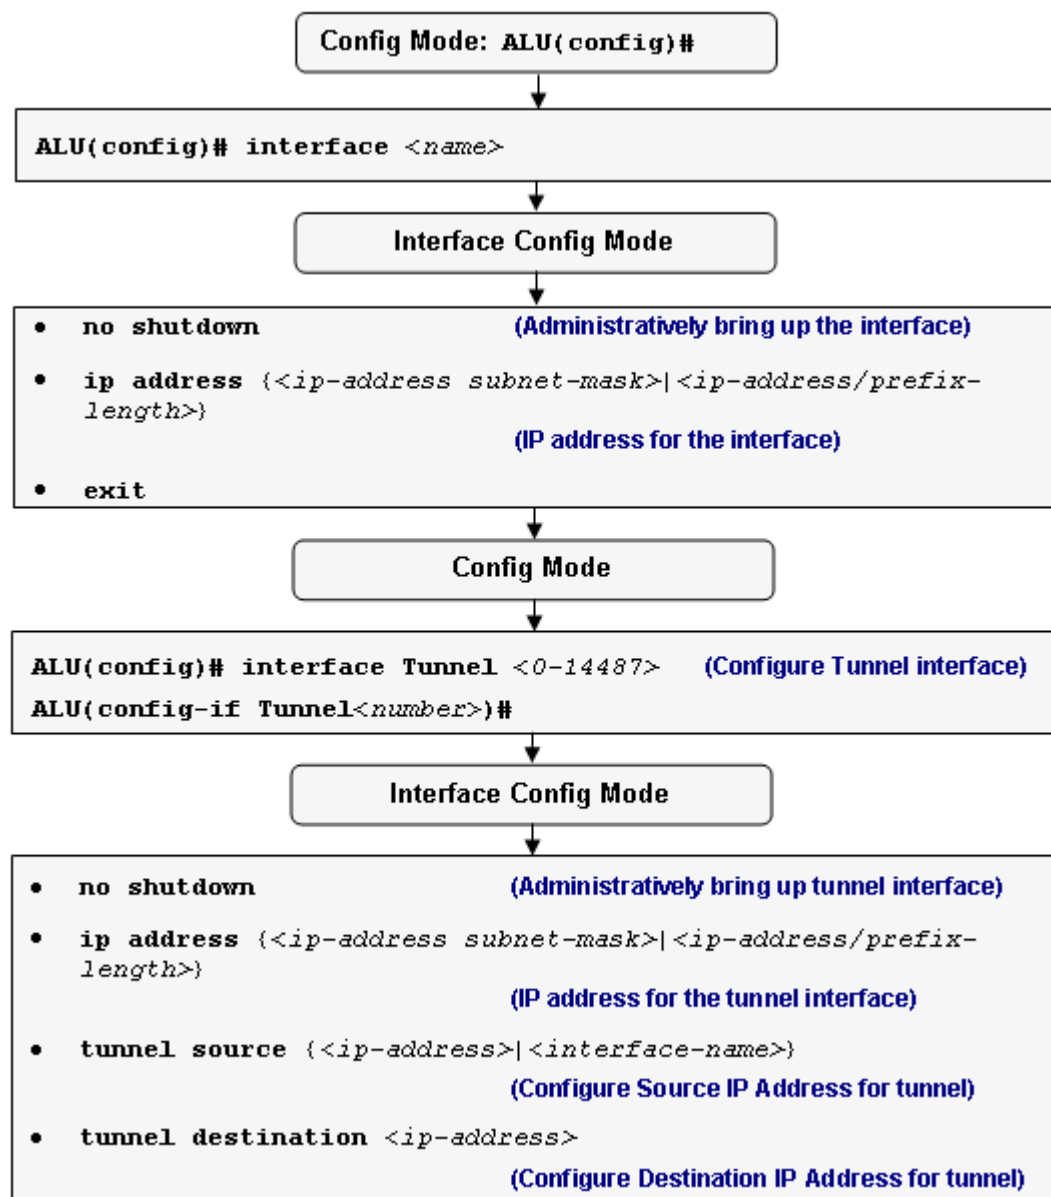 Config Mode: ALU(config)#
ALU(config)# interface <name>
Interface Config Mode
• no shutdown (Administratively bring up the interface)
• ip address {<ip-address subnet-mask>|<ip-address/prefix-
length>}
(IP address for the interface)
• exit
Config Mode
ALU(config)# interface Tunnel <0-14487> (Configure Tunnel interface)
ALU(config-if Tunnel<number>)#
Interface Config Mode
• no shutdown (Administratively bring up tunnel interface)
• ip address {<ip-address subnet-mask>|<ip-address/prefix-
length>}
(IP address for the tunnel interface)
• tunnel source {<ip-address>|<interface-name>}
(Configure Source IP Address for tunnel)
• tunnel destination <ip-address>
(Configure Destination IP Address for tunnel)